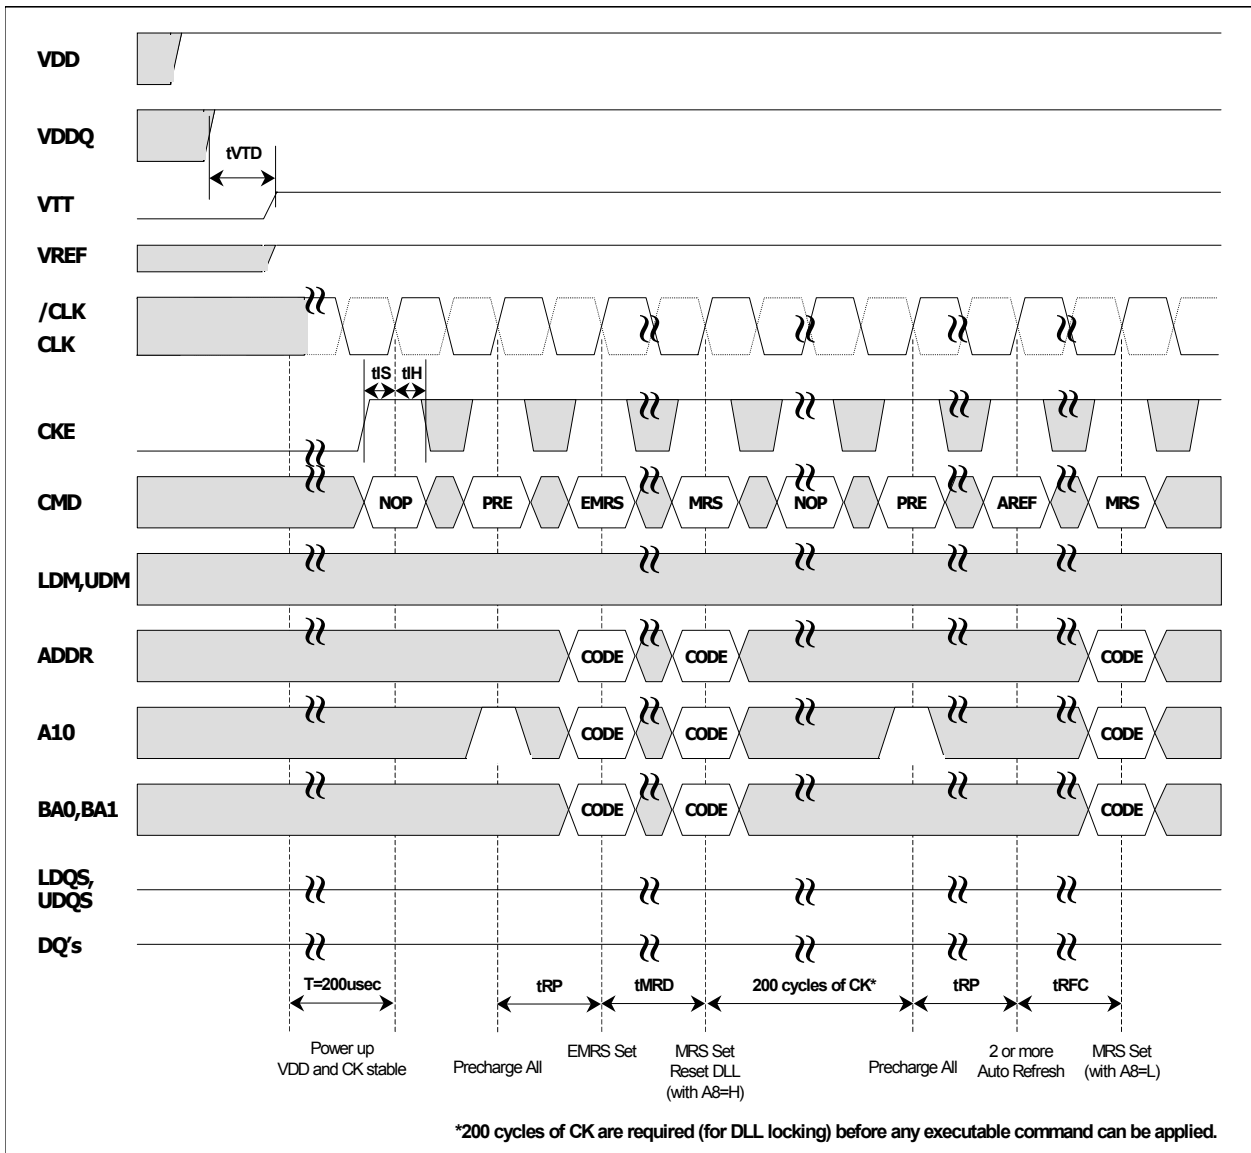 VDD
VDDQ
tVTD
VTT
VREF
/CLK
CLK
tIS tIH
CKE
CMD NOP PRE EMRS MRS NOP PRE AREF MRS
LDM,UDM
ADDR CODE CODE CODE
A10 CODE CODE CODE
BA0,BA1 CODE CODE CODE
LDQS,
UDQS
DQ's
T=200usec tRP tMRD 200 cycles of CK* tRP tRFC
Power up
VDD and CK stable
Precharge All
EMRS Set
MRS Set
Reset DLL
(with A8=H)
Precharge All
2 or more
Auto Refresh
MRS Set
(with A8=L)
*200 cycles of CK are required (for DLL locking) before any executable command can be applied.